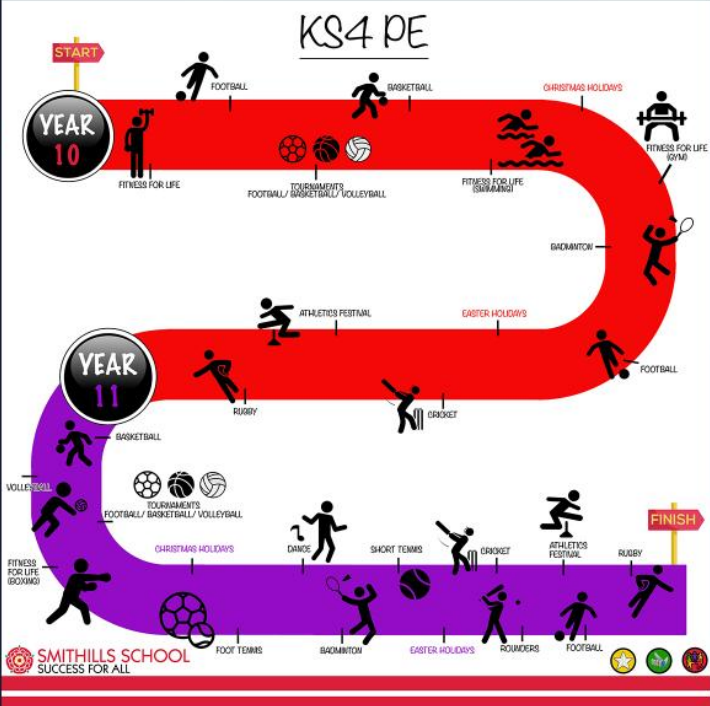 KS4 PE
START
YEAR
10
FOOTBALL
BASKETBALL
CHRISTMAS HOLIDAYS
FITNESS FOR LIFE
(GYM)
FITNESS FOR LIFE
TOURNAMENTS
FOOTBALL/ BASKETBALL/ VOLLEYBALL
FITNESS FOR LIFE
(SWIMMING)
BADMINTON
FOOTBALL
EASTER HOLIDAYS
ATHLETICS FESTIVAL
CRICKET
RUGBY
YEAR
11
BASKETBALL
VOLLEYBALL
TOURNAMENTS
FOOTBALL/ BASKETBALL/ VOLLEYBALL
FITNESS
FOR LIFE
(BOXING)
CHRISTMAS HOLIDAYS
DANCE
SHORT TENNIS
CRICKET
ATHLETICS
FESTIVAL
RUGBY
FINISH
FOOT TENNIS
BADMINTON
EASTER HOLIDAYS
ROUNDERS
FOOTBALL
SMITHILLS SCHOOL
SUCCESS FOR ALL